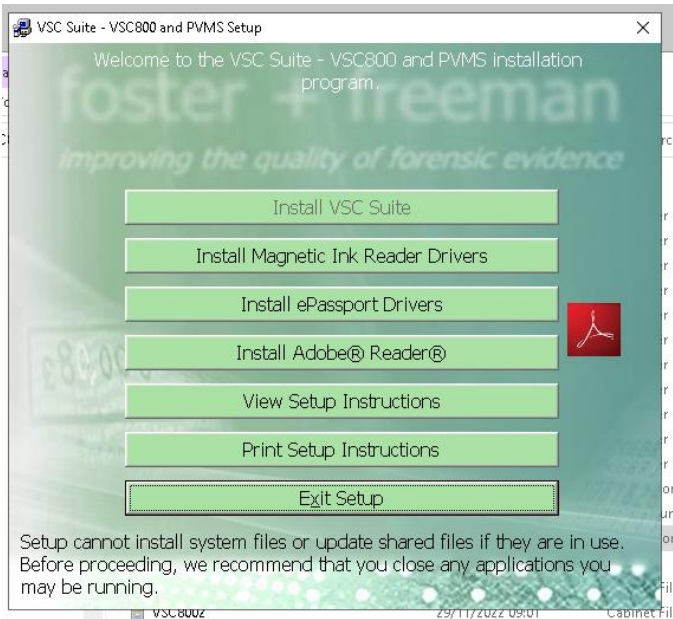 VSC Suite - VSC800 and PVMS Setup
Welcome to the VSC Suite - VSC800 and PVMS installation
program.
foster + freeman
improving the quality of forensic evidence
Install VSC Suite
Install Magnetic Ink Reader Drivers
Install ePassport Drivers
Install Adobe® Reader®
View Setup Instructions
Print Setup Instructions
Exit Setup
Setup cannot install system files or update shared files if they are in use.
Before proceeding, we recommend that you close any applications you
may be running.
VSC8002 29/11/2022 09:01 Cabinet Fil